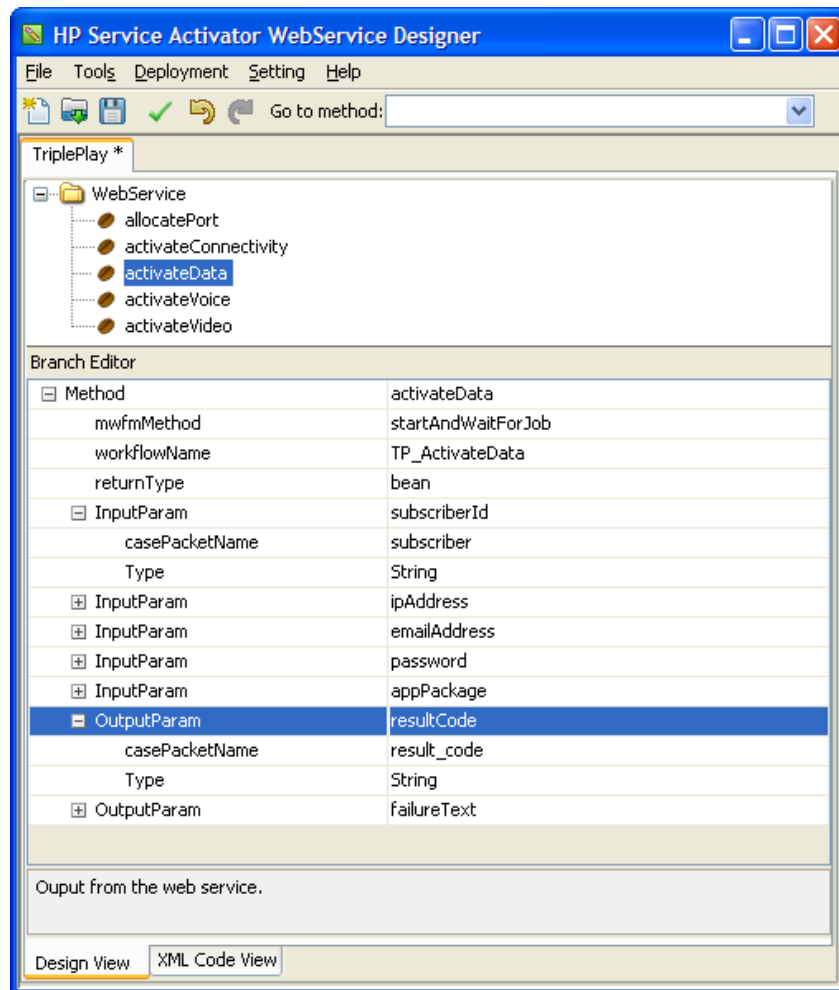 HP Service Activator WebService Designer
File Tools Deployment Setting Help
Go to method:
TriplePlay *
WebService
allocatePort
activateConnectivity
activateData
activateVoice
activateVideo
Branch Editor
Method activateData
mwfmMethod startAndWaitForJob
workflowName TP_ActivateData
returnType bean
InputParam subscriberId
casePacketName subscriber
Type String
InputParam ipAddress
InputParam emailAddress
InputParam password
InputParam appPackage
OutputParam resultCode
casePacketName result_code
Type String
OutputParam failureText
Ouput from the web service.
Design View XML Code View